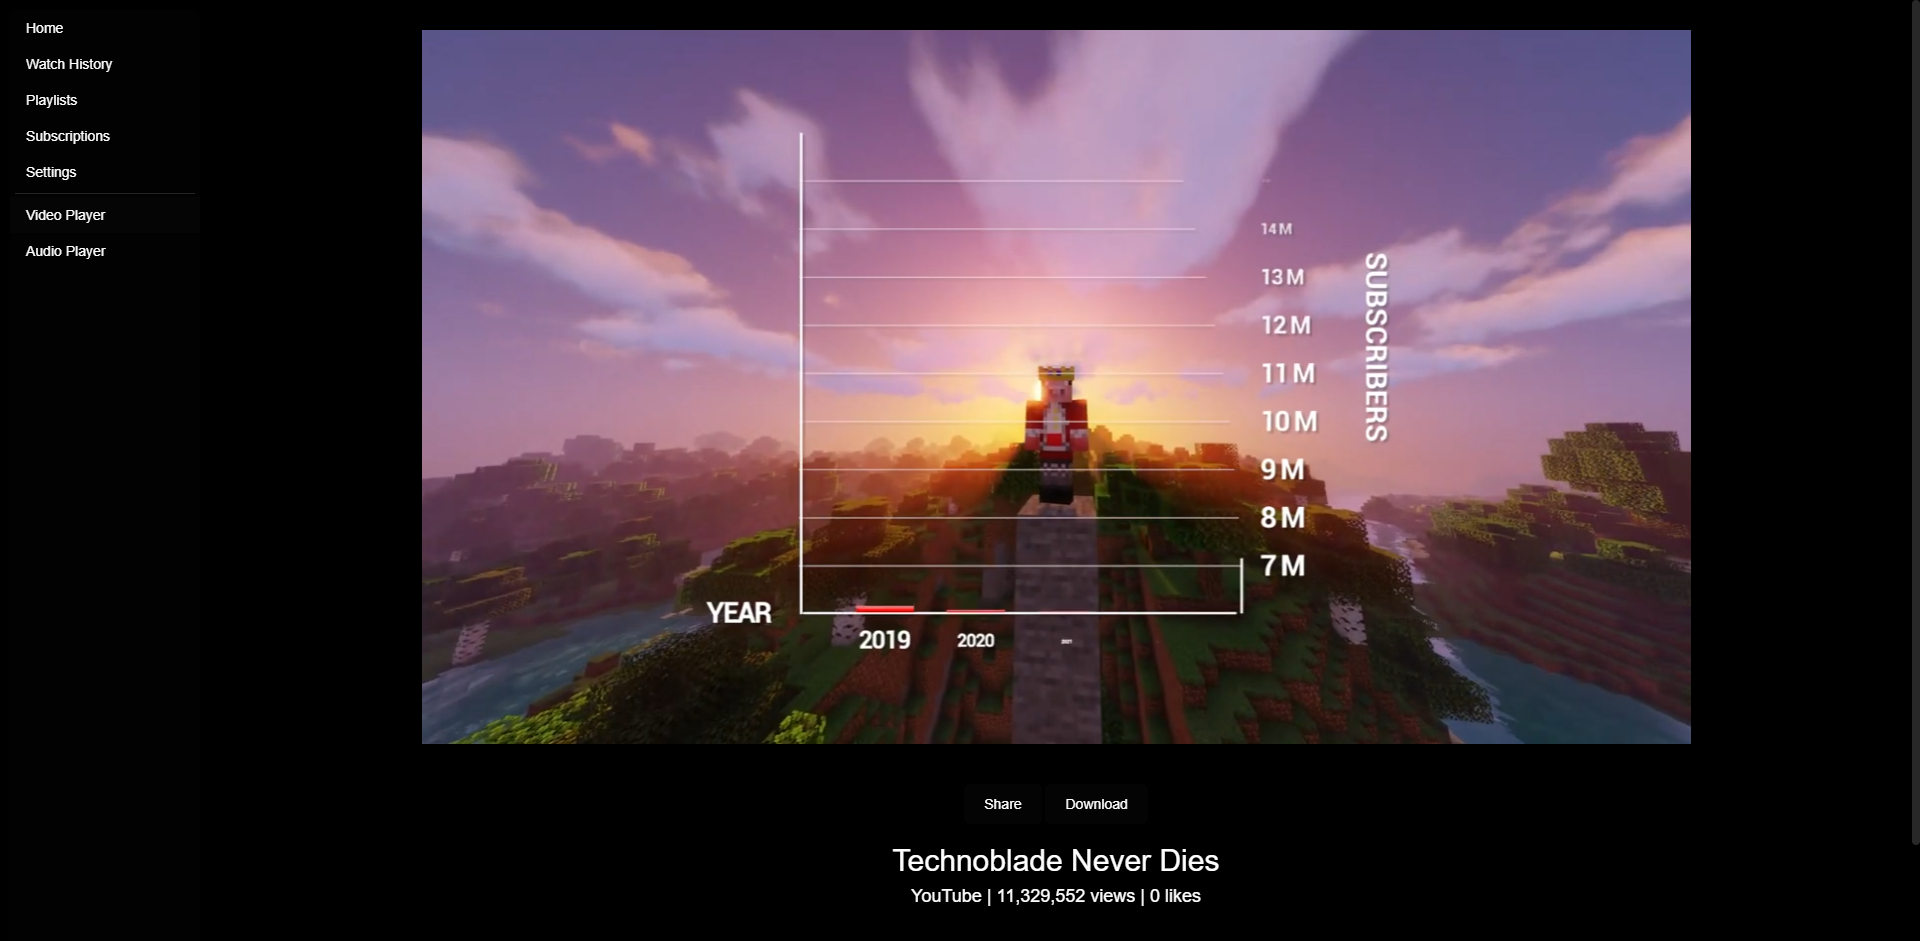 Home
Watch History
Playlists
Subscriptions
Settings
Video Player
Audio Player
14M
13M
12M
11M
10M
9M
8M
7M
SUBSCRIBERS
YEAR
2019
2020
Share
Download
Technoblade Never Dies
YouTube | 11,329,552 views | 0 likes